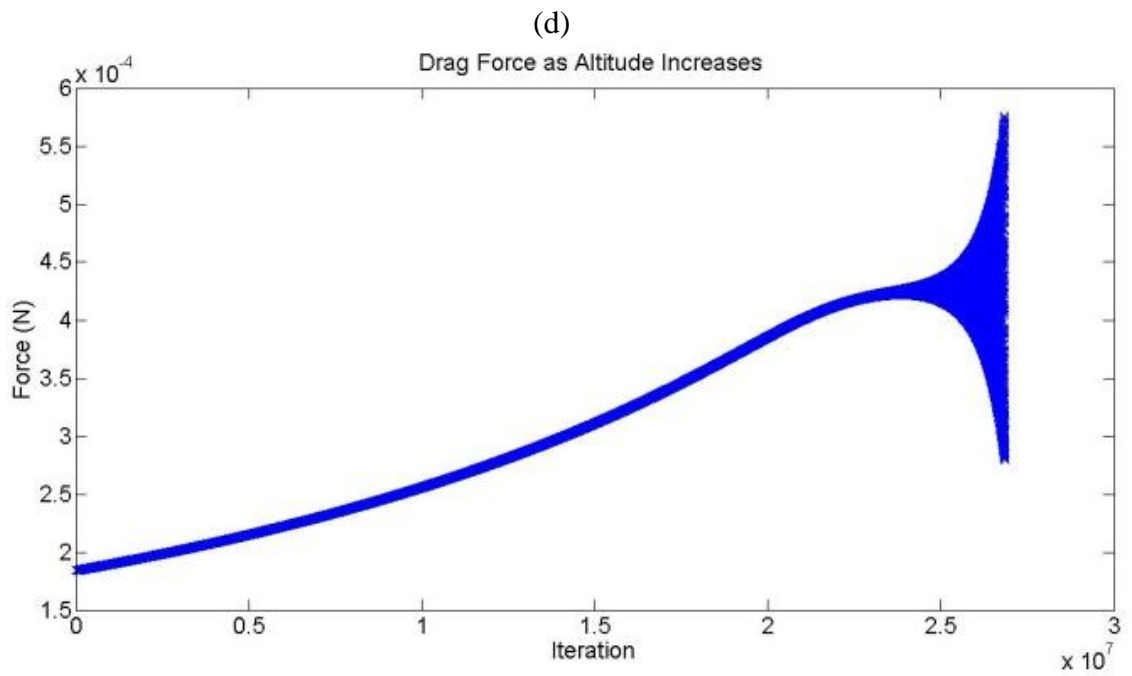 (d)
Drag Force as Altitude Increases
x 10^-4
6
5.5
5
4.5
4
3.5
3
2.5
2
1.5
Force (N)
0 0.5 1 1.5 2 2.5 3
Iteration
x 10^7